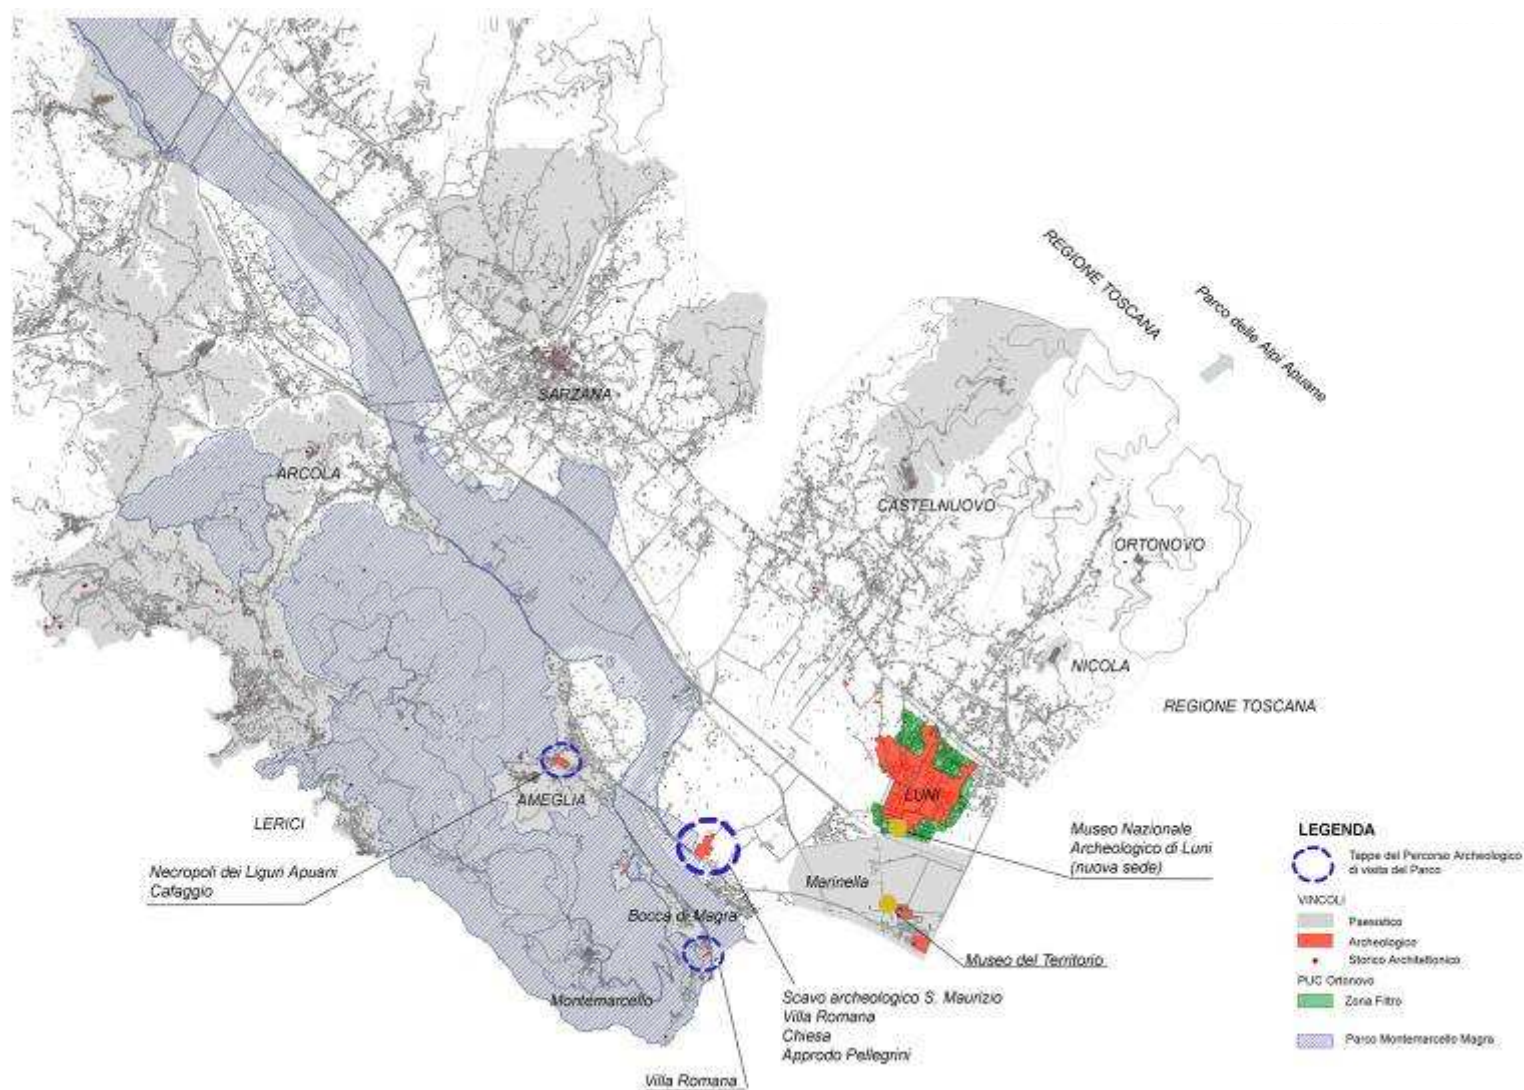 REGIONE TOSCANA
Parco delle Alpi Apuane
SARZANA
ARCOLA
CASTELNUOVO
ORTONOVO
NICOLA
REGIONE TOSCANA
LUNI
AMEGLIA
LERICI
Necropoli dei Liguri Apuani
Cafaggio
Museo Nazionale
Archeologico di Luni
(nuova sede)
Marinella
Bocca di Magra
Museo del Territorio
Montemarcello
Scavo archeologico S. Maurizio
Villa Romana
Chiesa
Approdo Pellegrini
Villa Romana
LEGENDA
Tappe del Percorso Archeologico
di visita del Parco
VINCOLI
Paesistico
Archeologico
Storico Architettonico
PUC Ortonovo
Zona Filtro
Parco Montemarcello Magra